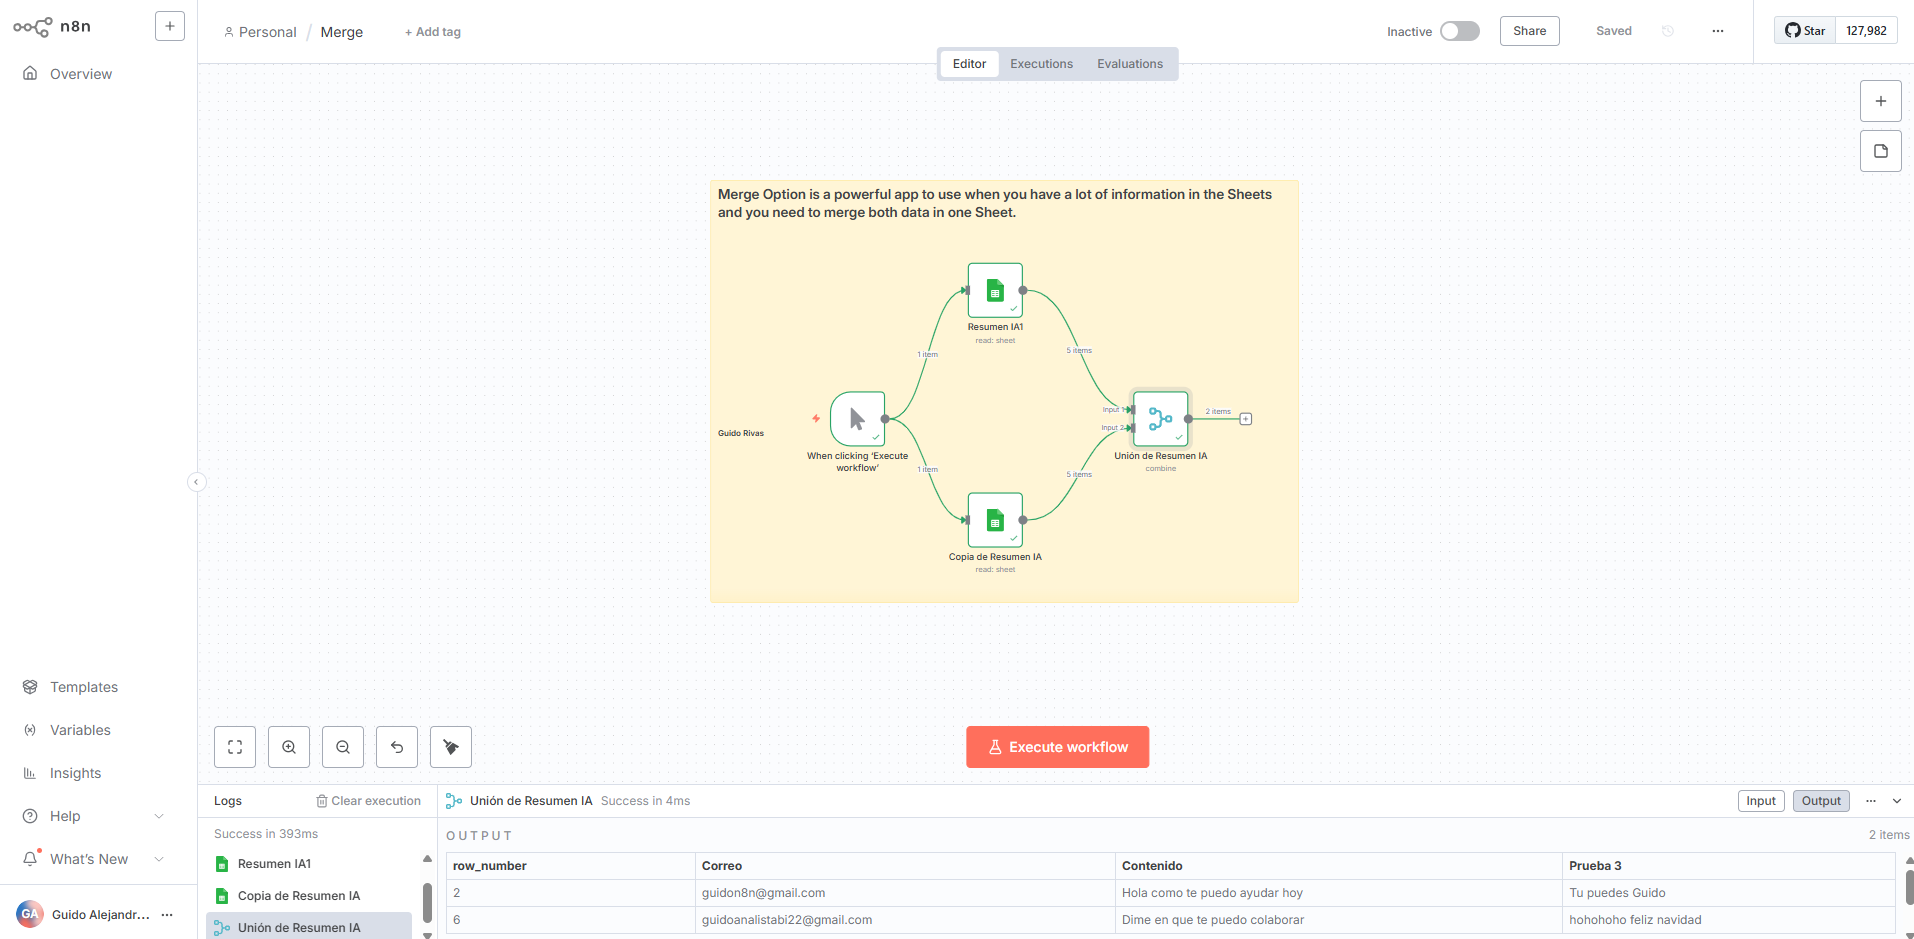 n8n
+
Overview
Personal / Merge
+ Add tag
Inactive
Share
Saved
...
Star
127,982
Editor
Executions
Evaluations
Merge Option is a powerful app to use when you have a lot of information in the Sheets
and you need to merge both data in one Sheet.
Resumen IA1
read: sheet
1 item
5 items
Guido Rivas
When clicking ‘Execute
workflow’
Input 1
Input 2
2 items
Unión de Resumen IA
combine
1 item
5 items
Copia de Resumen IA
read: sheet
Templates
Variables
Insights
Help
What’s New
GA
Guido Alejandr...
Execute workflow
Logs
Clear execution
Success in 393ms
Resumen IA1
Copia de Resumen IA
Unión de Resumen IA
Unión de Resumen IA Success in 4ms
Input
Output
OUTPUT
2 items
row_number Correo Contenido Prueba 3
2 guidon8n@gmail.com Hola como te puedo ayudar hoy Tu puedes Guido
6 guidoanalistabi22@gmail.com Dime en que te puedo colaborar hohohoho feliz navidad